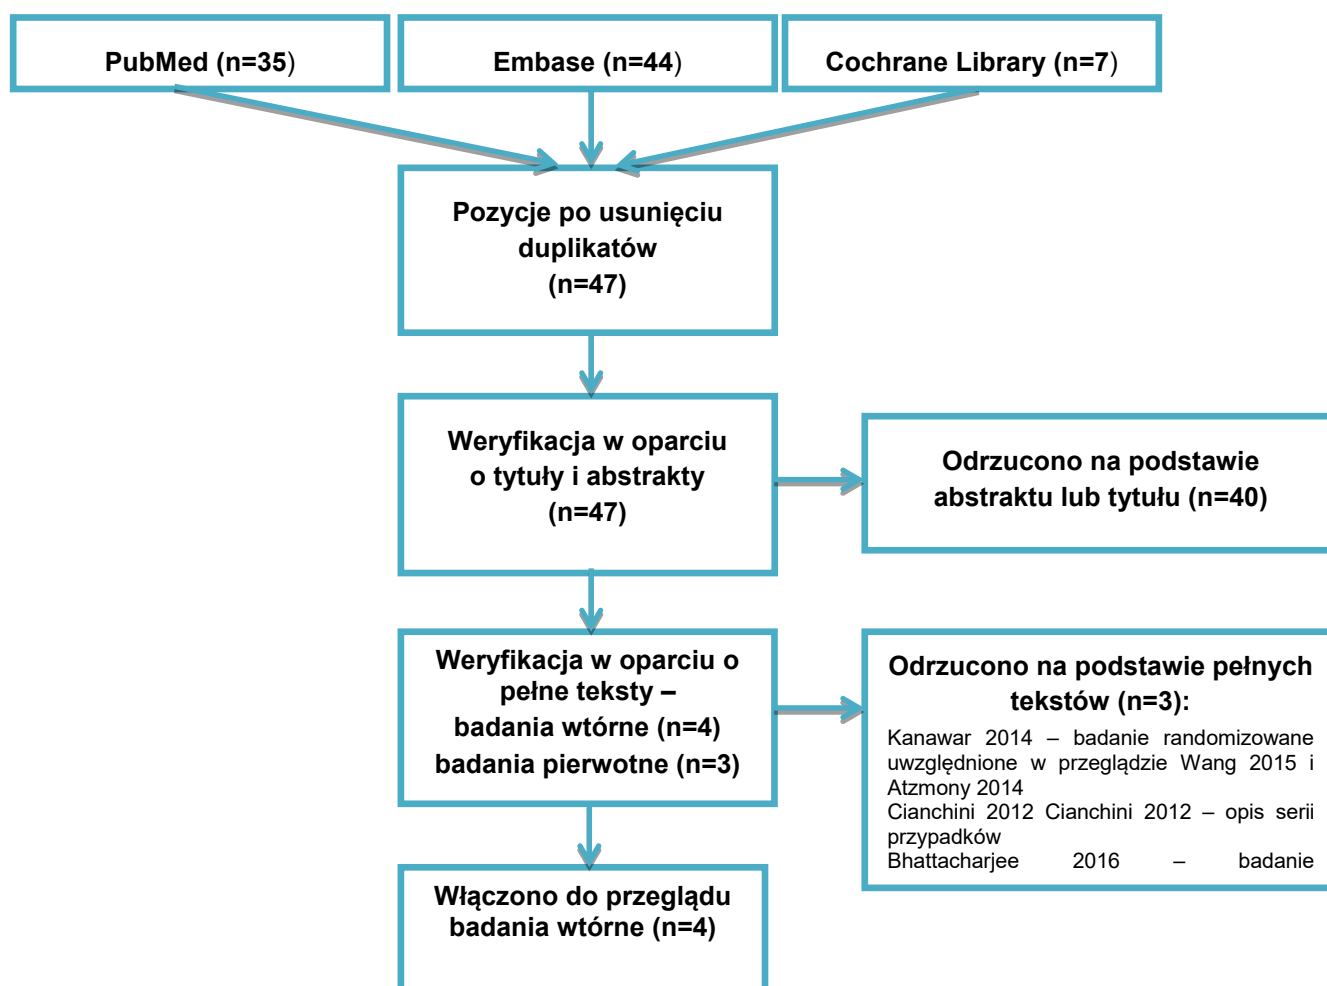 PubMed (n=35)
Embase (n=44)
Cochrane Library (n=7)
Pozycje po usunięciu
duplikatów
(n=47)
Weryfikacja w oparciu
o tytuły i abstrakty
(n=47)
Odrzucono na podstawie
abstraktu lub tytułu (n=40)
Weryfikacja w oparciu o
pełne teksty –
badania wtórne (n=4)
badania pierwotne (n=3)
Odrzucono na podstawie pełnych
tekstów (n=3):
Kanawar 2014 – badanie randomizowane
uwzględnione w przeglądzie Wang 2015 i
Atzmony 2014
Cianchini 2012 Cianchini 2012 – opis serii
przypadków
Bhattacharjee 2016 – badanie
Włączono do przeglądu
badania wtórne (n=4)